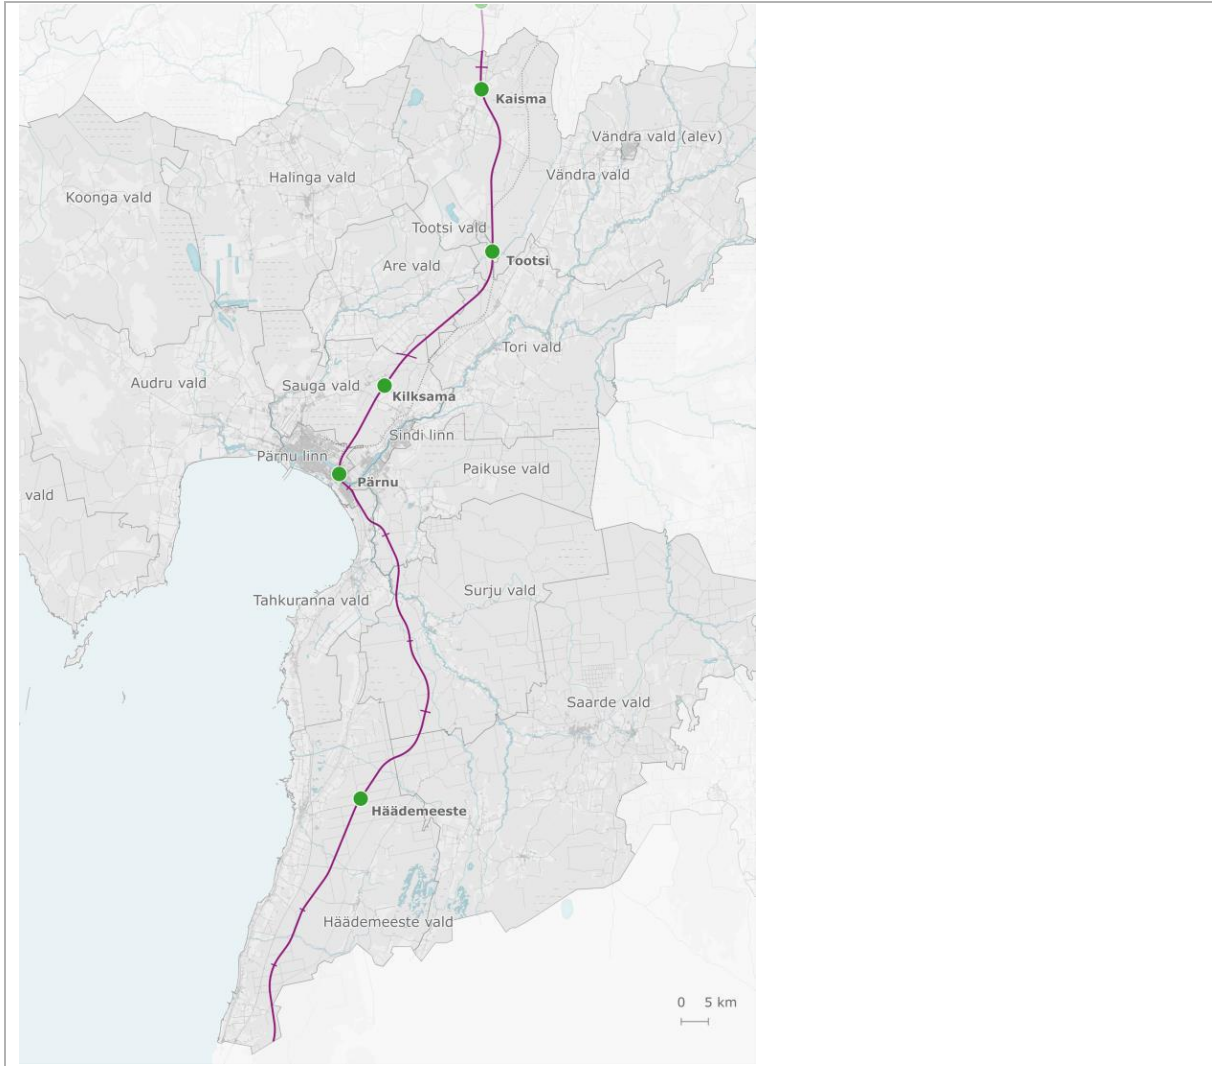 Kaisma
Vändra vald (alev)
Halinga vald
Vändra vald
Koonga vald
Tootsi vald
Tootsi
Are vald
Tori vald
Audru vald
Sauga vald
Kilksama
Sindi linn
Pärnu linn
Paikuse vald
Pärnu
vald
Surju vald
Tahkuranna vald
Saarde vald
Häädemeeste
Häädemeeste vald
0 5 km